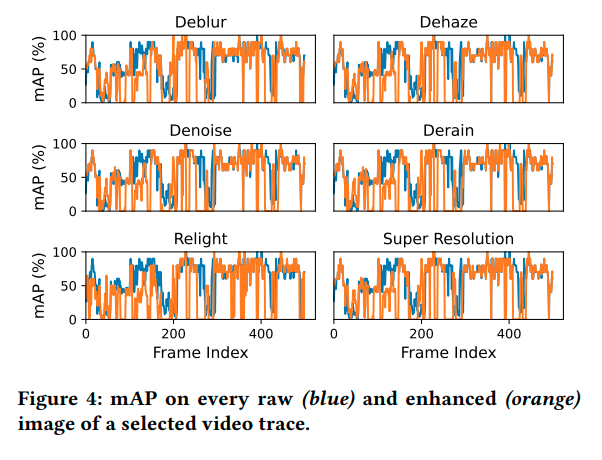 Deblur
Dehaze
mAP (%)
100
50
0
Denoise
Derain
mAP (%)
100
50
0
Relight
Super Resolution
mAP (%)
100
50
0
0 200 400
0 200 400
Frame Index
Frame Index
Figure 4: mAP on every raw (blue) and enhanced (orange)
image of a selected video trace.